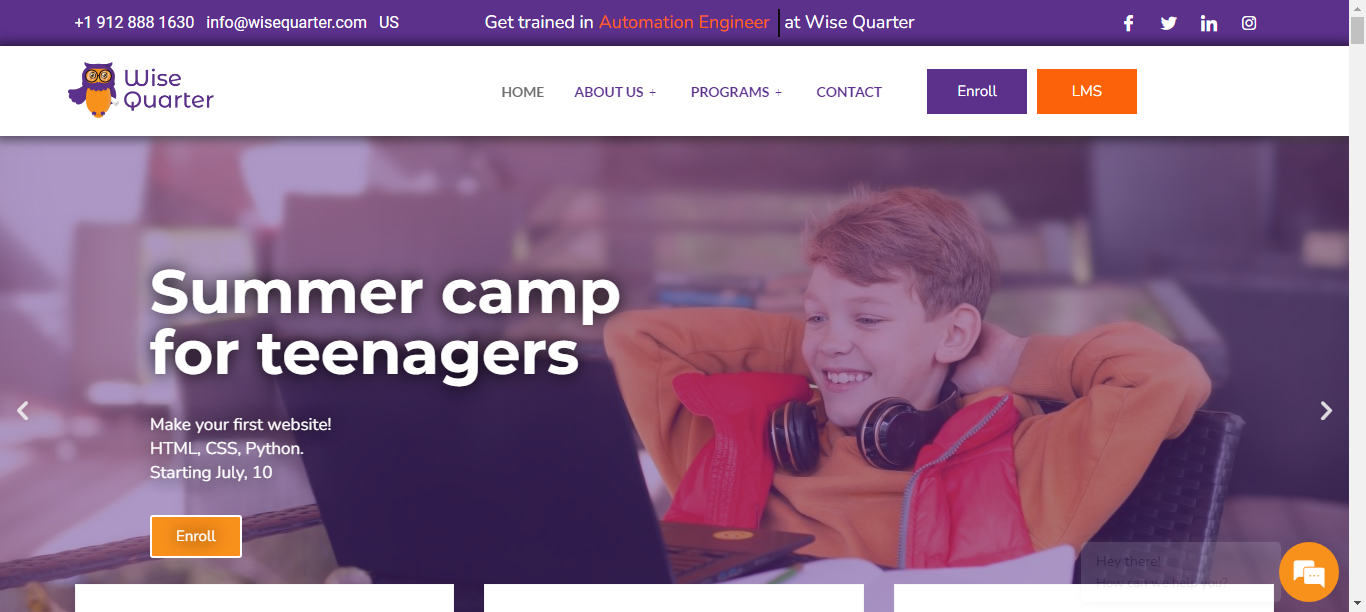 +1 912 888 1630 info@wisequarter.com US
Get trained in Automation Engineer at Wise Quarter
Wise
Quarter
HOME ABOUT US + PROGRAMS + CONTACT
Enroll
LMS
Summer camp
for teenagers
Make your first website!
HTML, CSS, Python.
Starting July, 10
Enroll
Hey there!
How can we help you?